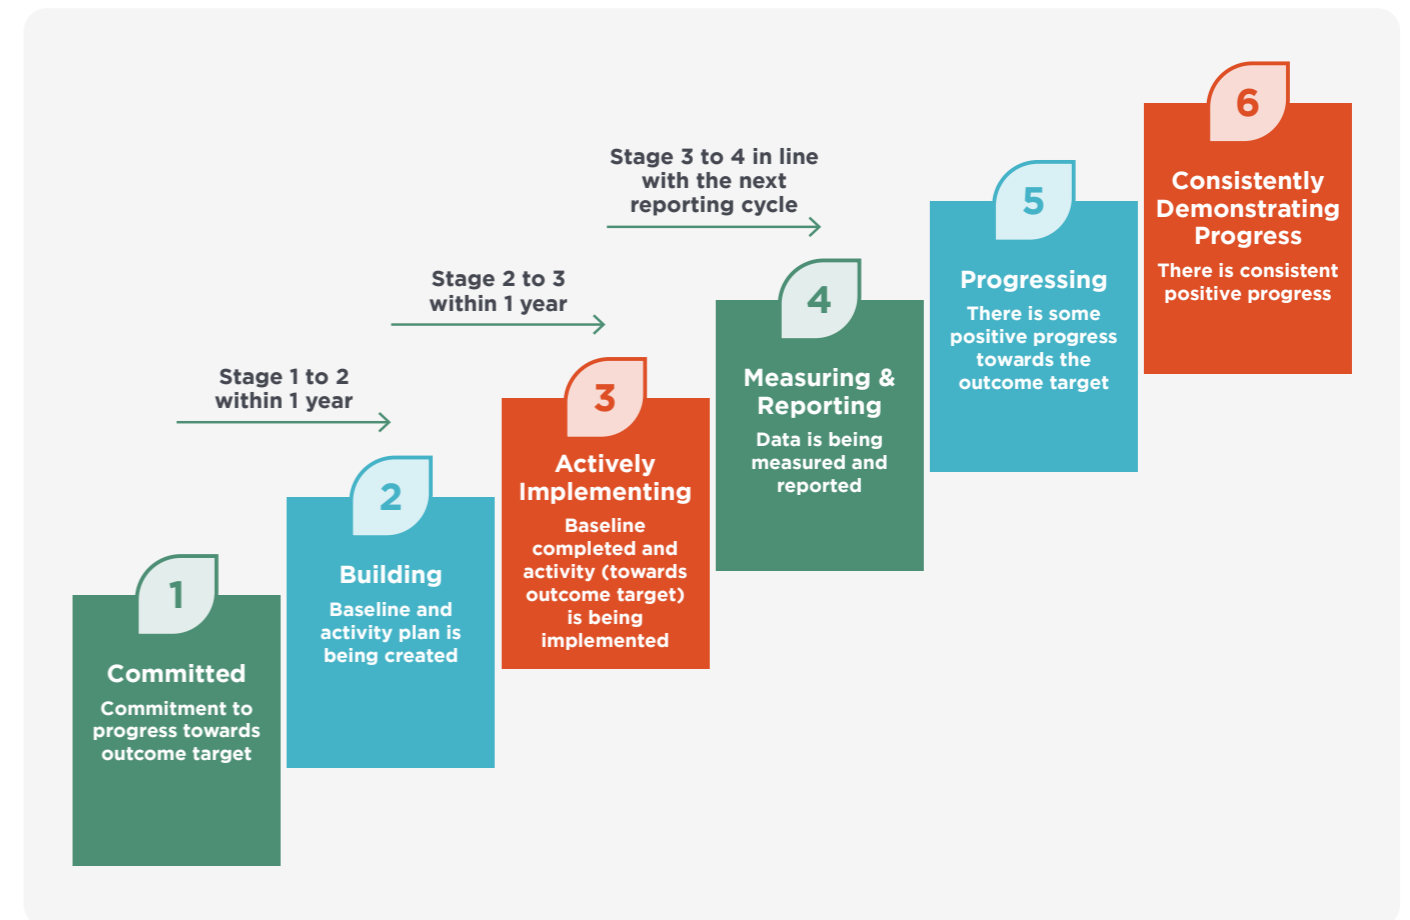 1
Committed
Commitment to
progress towards
outcome target
Stage 1 to 2
within 1 year
2
Building
Baseline and
activity plan is
being created
Stage 2 to 3
within 1 year
3
Actively
Implementing
Baseline
completed and
activity (towards
outcome target)
is being
implemented
Stage 3 to 4 in line
with the next
reporting cycle
4
Measuring &
Reporting
Data is being
measured and
reported
5
Progressing
There is some
positive progress
towards the
outcome target
6
Consistently
Demonstrating
Progress
There is consistent
positive progress